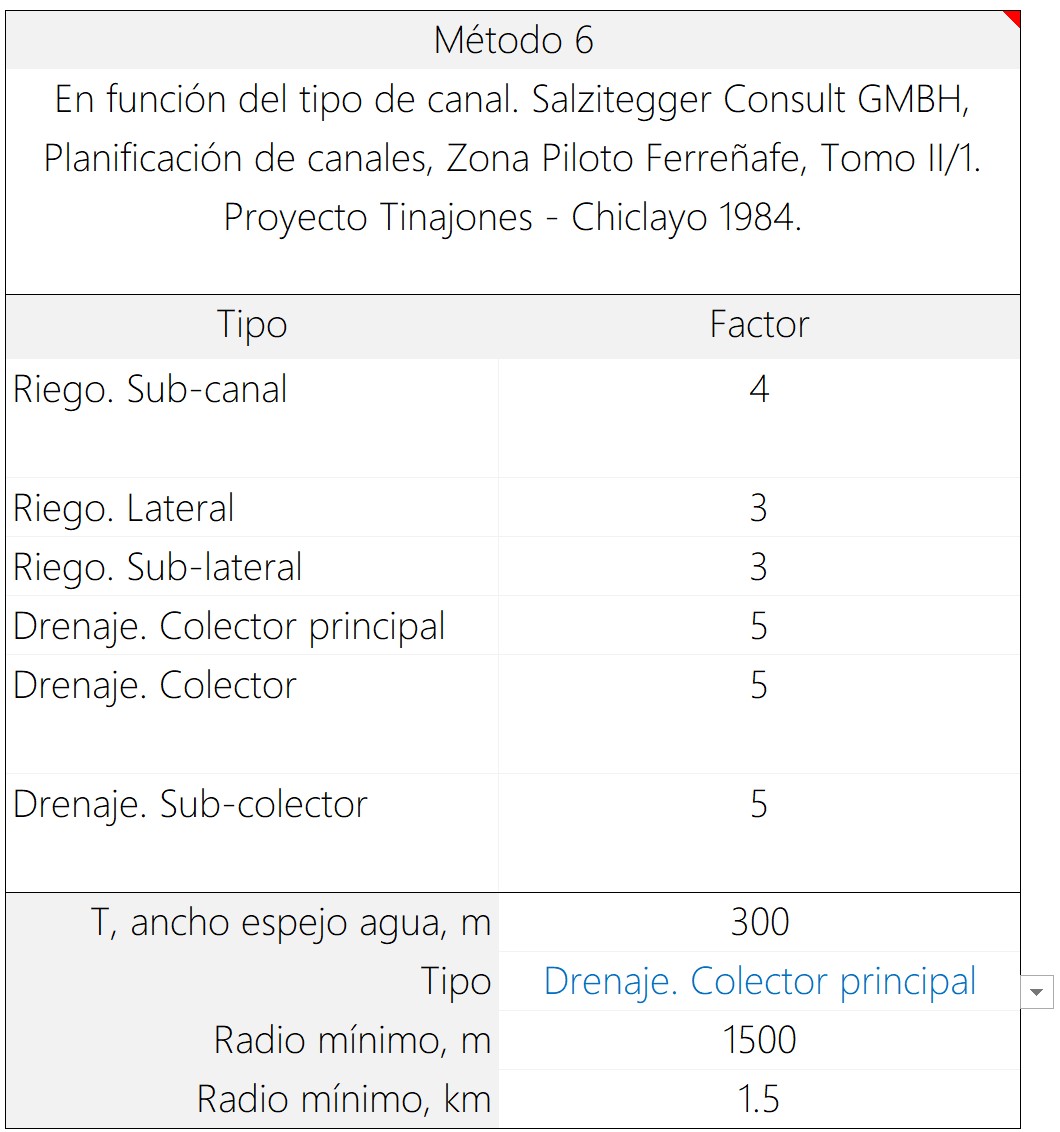 Método 6
En función del tipo de canal. Salzitegger Consult GMBH,
Planificación de canales, Zona Piloto Ferreñafe, Tomo II/1.
Proyecto Tinajones - Chiclayo 1984.
Tipo Factor
Riego. Sub-canal 4
Riego. Lateral 3
Riego. Sub-lateral 3
Drenaje. Colector principal 5
Drenaje. Colector 5
Drenaje. Sub-colector 5
T, ancho espejo agua, m 300
Tipo Drenaje. Colector principal
Radio mínimo, m 1500
Radio mínimo, km 1.5